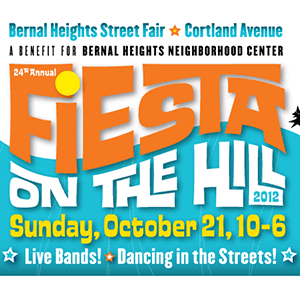 Bernal Heights Street Fair ★ Cortland Avenue
A BENEFIT FOR BERNAL HEIGHTS NEIGHBORHOOD CENTER
24TH Annual
FiESTA
ON THE HILL
2012
Sunday, October 21, 10-6
☆ Live Bands! ★ Dancing in the Streets! ☆